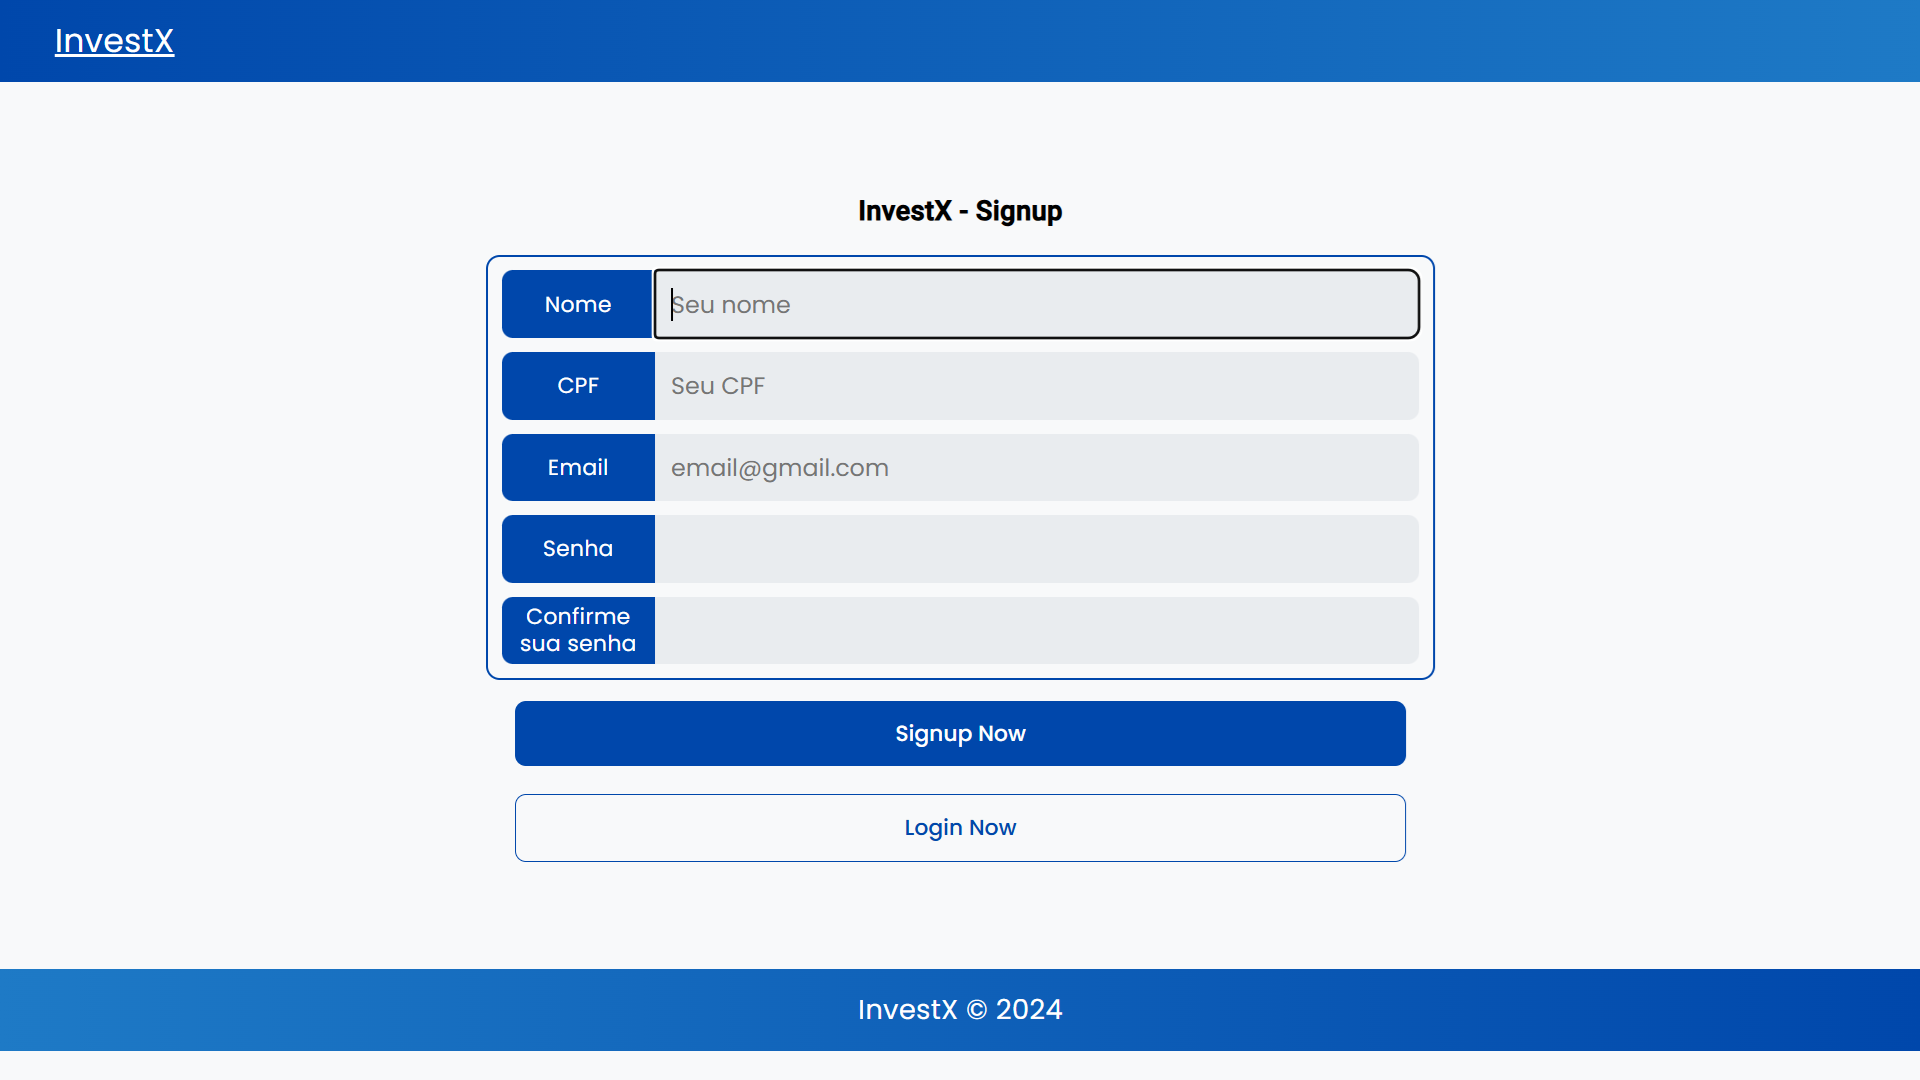 InvestX
InvestX - Signup
Nome
Seu nome
CPF
Seu CPF
Email
email@gmail.com
Senha
Confirme
sua senha
Signup Now
Login Now
InvestX © 2024